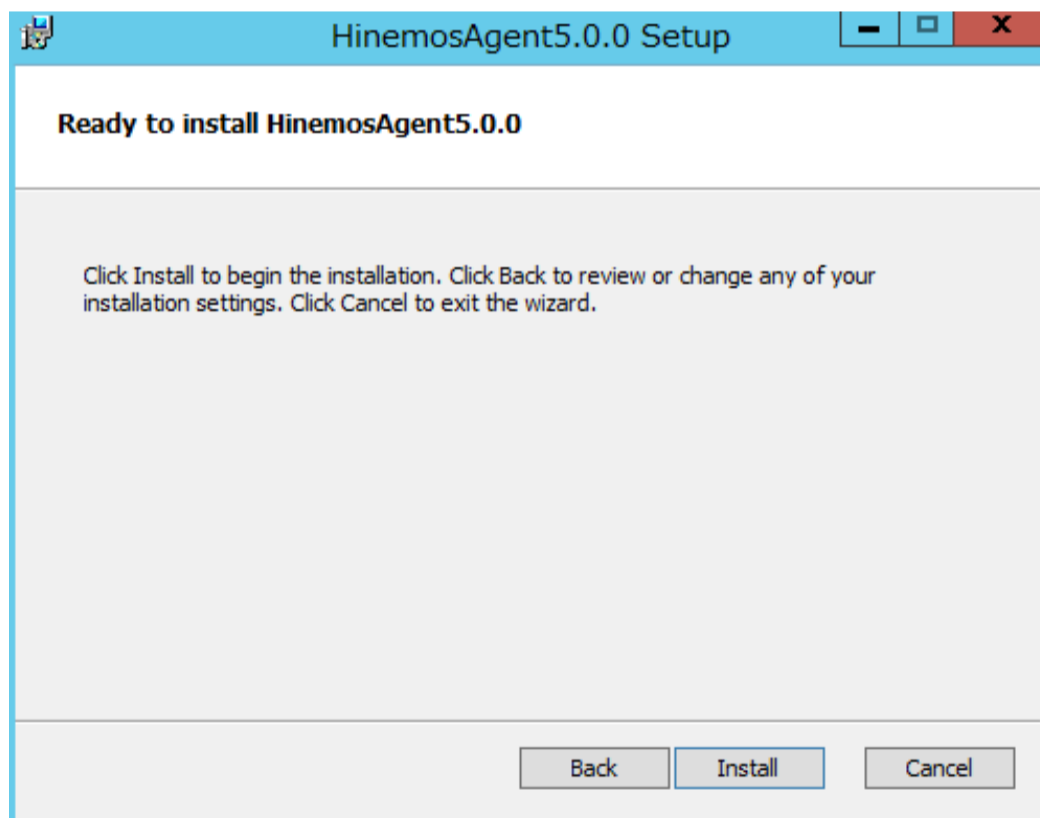 HinemosAgent5.0.0 Setup
Ready to install HinemosAgent5.0.0
Click Install to begin the installation. Click Back to review or change any of your
installation settings. Click Cancel to exit the wizard.
Back Install Cancel